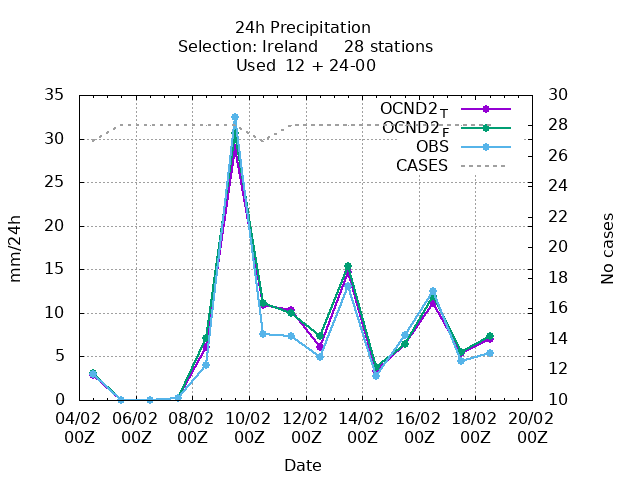 24h Precipitation
Selection: Ireland 28 stations
Used 12 + 24-00
35
30
25
20
15
10
5
0
30
28
26
24
22
20
18
16
14
12
10
OCND2T
OCND2F
OBS
CASES
mm/24h
No cases
04/02 06/02 08/02 10/02 12/02 14/02 16/02 18/02 20/02
00Z 00Z 00Z 00Z 00Z 00Z 00Z 00Z 00Z
Date